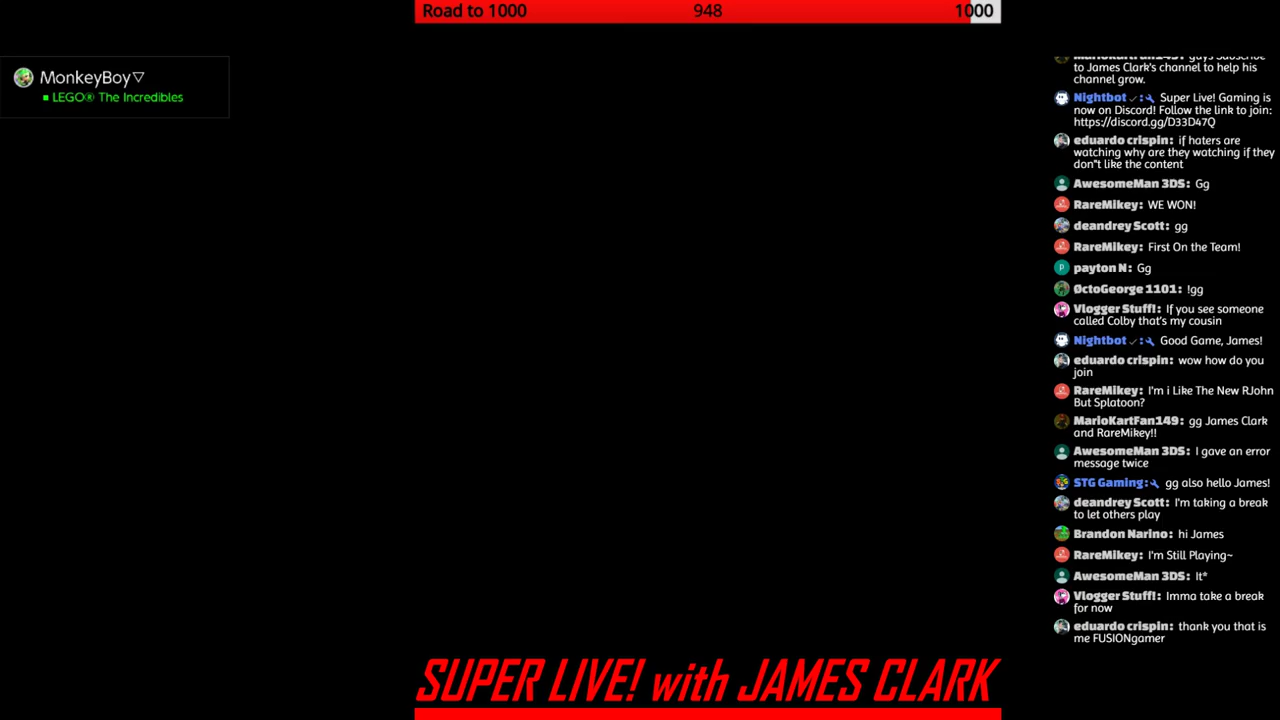 Road to 1000 948 1000
MonkeyBoy▽
LEGO® The Incredibles
MarioKartFan149: guys Subscribe
to James Clark's channel to help his
channel grow.
Nightbot ✓:🔧 Super Live! Gaming is
now on Discord! Follow the link to join:
https://discord.gg/D33D47Q
eduardo crispin: if haters are
watching why are they watching if they
don"t like the content
AwesomeMan 3DS: Gg
RareMikey: WE WON!
deandrey Scott: gg
RareMikey: First On the Team!
payton N: Gg
ØctoGeorge 1101: !gg
Vlogger Stuff!: If you see someone
called Colby that's my cousin
Nightbot ✓:🔧 Good Game, James!
eduardo crispin: wow how do you
join
RareMikey: I'm i Like The New RJohn
But Splatoon?
MarioKartFan149: gg James Clark
and RareMikey!!
AwesomeMan 3DS: I gave an error
message twice
STG Gaming:🔧 gg also hello James!
deandrey Scott: I'm taking a break
to let others play
Brandon Narino: hi James
RareMikey: I'm Still Playing~
AwesomeMan 3DS: It*
Vlogger Stuff!: Imma take a break
for now
eduardo crispin: thank you that is
me FUSIONgamer
SUPER LIVE! with JAMES CLARK